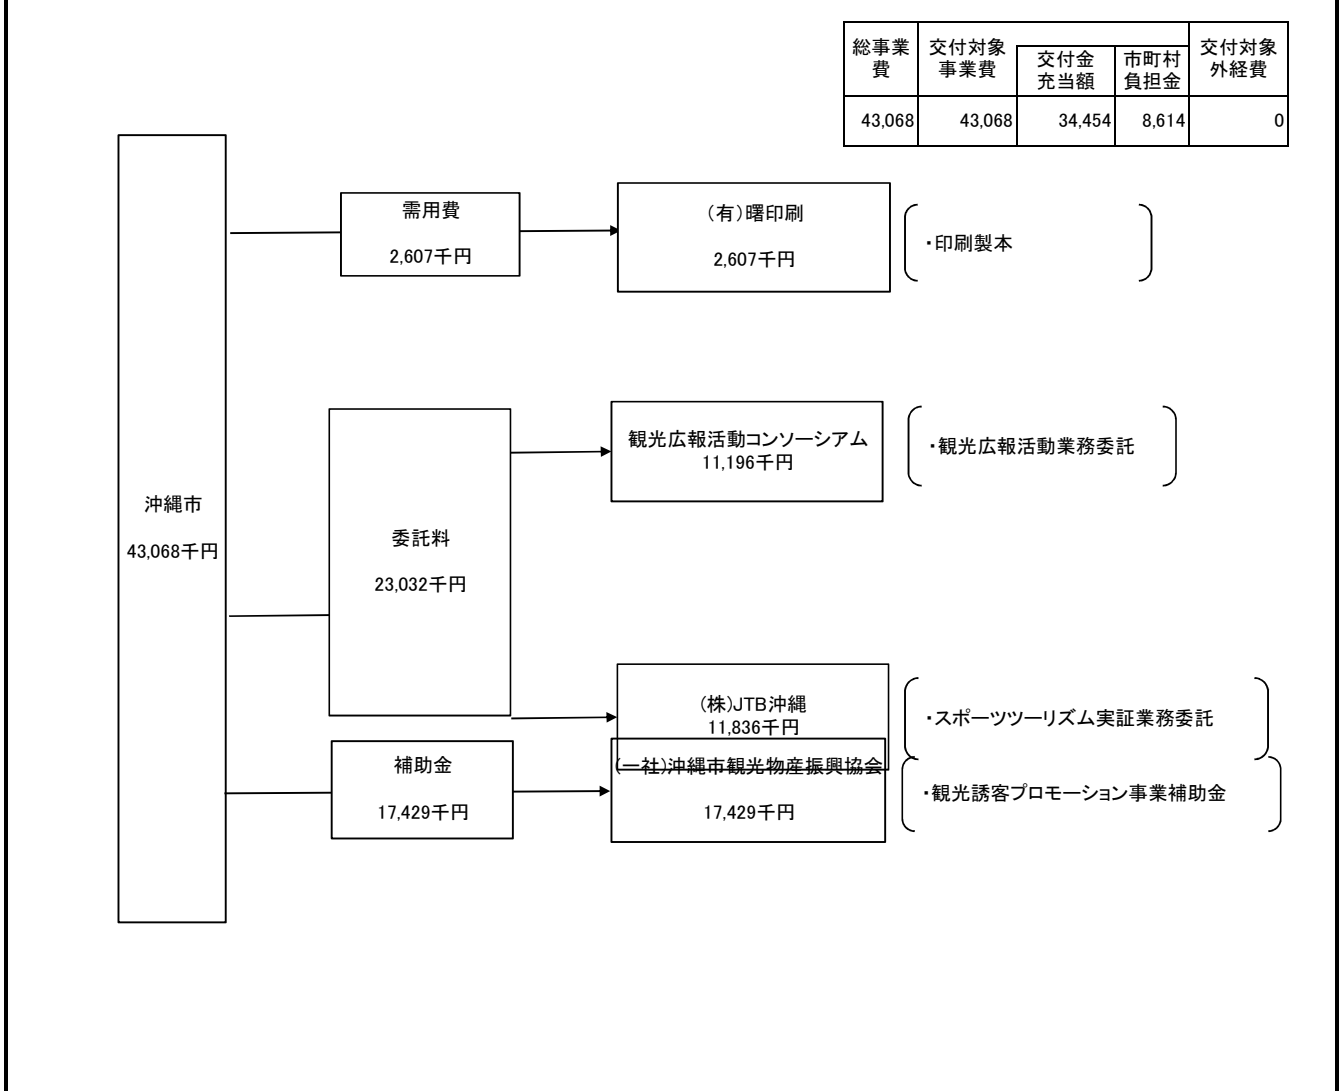 総事業
費
交付対象
事業費
交付金
充当額
市町村
負担金
交付対象
外経費
43,068
43,068
34,454
8,614
0
需用費
2,607千円
（有）曙印刷
2,607千円
・印刷製本
観光広報活動コンソーシアム
11,196千円
・観光広報活動業務委託
沖縄市
43,068千円
委託料
23,032千円
（株）JTB沖縄
11,836千円
・スポーツツーリズム実証業務委託
補助金
17,429千円
（一社）沖縄市観光物産振興協会
17,429千円
・観光誘客プロモーション事業補助金